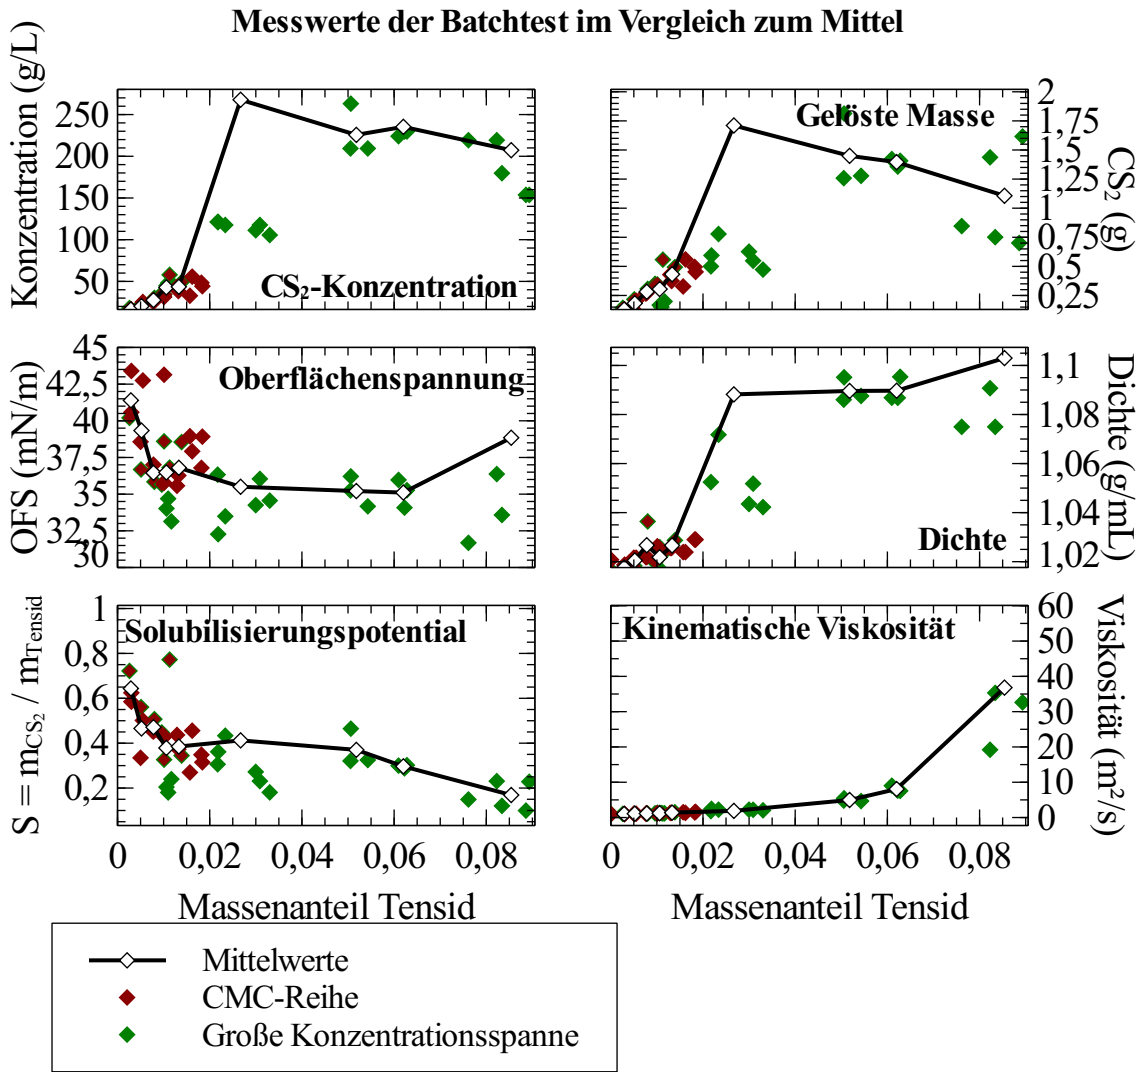 Messwerte der Batchtest im Vergleich zum Mittel
Konzentration (g/L)
250
200
150
100
50
CS₂-Konzentration
Gelöste Masse
2
1,75
1,5
1,25
1
0,75
0,5
0,25
CS₂ (g)
OFS (mN/m)
45
42,5
40
37,5
35
32,5
30
Oberflächenspannung
Dichte
1,1
1,08
1,06
1,04
1,02
Dichte (g/mL)
S = m_CS₂ / m_Tensid
1
0,8
0,6
0,4
0,2
Solubilisierungspotential
Kinematische Viskosität
60
50
40
30
20
10
0
Viskosität (m²/s)
0 0,02 0,04 0,06 0,08
0 0,02 0,04 0,06 0,08
Massenanteil Tensid
Massenanteil Tensid
Mittelwerte
CMC-Reihe
Große Konzentrationsspanne